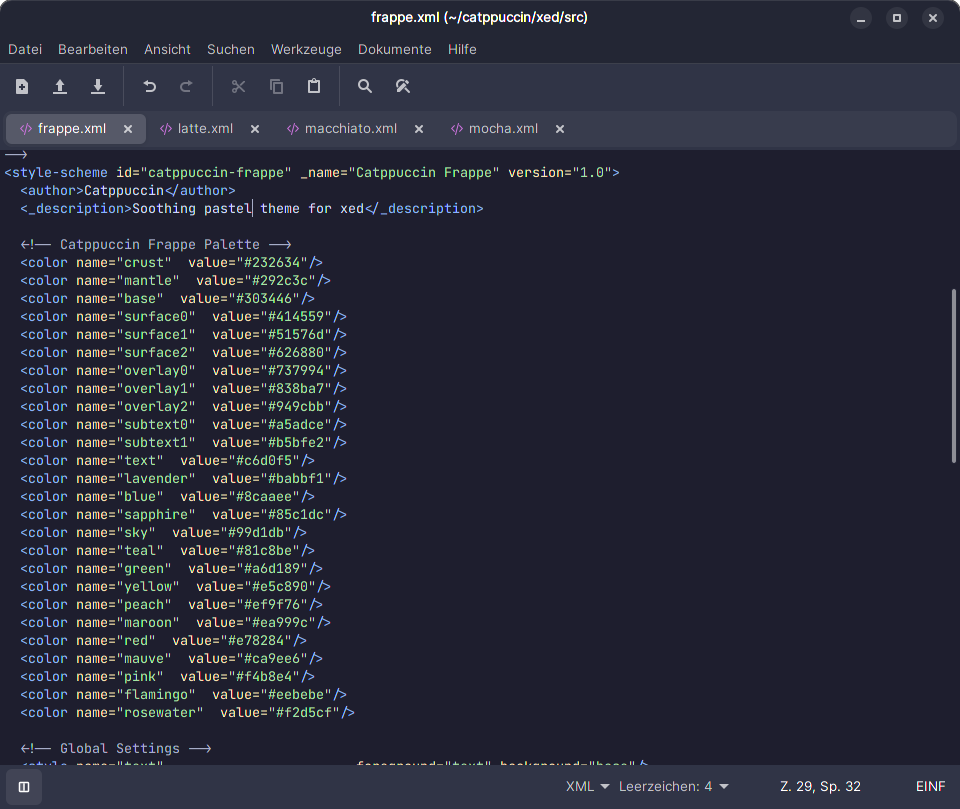 frappe.xml (~/catppuccin/xed/src)
Datei Bearbeiten Ansicht Suchen Werkzeuge Dokumente Hilfe
frappe.xml latte.xml macchiato.xml mocha.xml
-->
<style-scheme id="catppuccin-frappe" _name="Catppuccin Frappe" version="1.0">
  <author>Catppuccin</author>
  <_description>Soothing pastel theme for xed</_description>
  <!-- Catppuccin Frappe Palette -->
  <color name="crust"  value="#232634"/>
  <color name="mantle"  value="#292c3c"/>
  <color name="base"  value="#303446"/>
  <color name="surface0"  value="#414559"/>
  <color name="surface1"  value="#51576d"/>
  <color name="surface2"  value="#626880"/>
  <color name="overlay0"  value="#737994"/>
  <color name="overlay1"  value="#838ba7"/>
  <color name="overlay2"  value="#949cbb"/>
  <color name="subtext0"  value="#a5adce"/>
  <color name="subtext1"  value="#b5bfe2"/>
  <color name="text"  value="#c6d0f5"/>
  <color name="lavender"  value="#babbf1"/>
  <color name="blue"  value="#8caaee"/>
  <color name="sapphire"  value="#85c1dc"/>
  <color name="sky"  value="#99d1db"/>
  <color name="teal"  value="#81c8be"/>
  <color name="green"  value="#a6d189"/>
  <color name="yellow"  value="#e5c890"/>
  <color name="peach"  value="#ef9f76"/>
  <color name="maroon"  value="#ea999c"/>
  <color name="red"  value="#e78284"/>
  <color name="mauve"  value="#ca9ee6"/>
  <color name="pink"  value="#f4b8e4"/>
  <color name="flamingo"  value="#eebebe"/>
  <color name="rosewater"  value="#f2d5cf"/>
  <!-- Global Settings -->
  <style name="text" foreground="text" background="base"/>
XML Leerzeichen: 4 Z. 29, Sp. 32 EINF